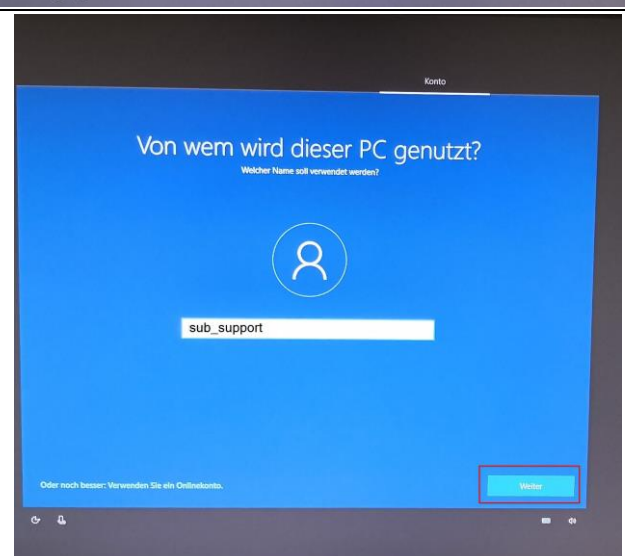 Konto
Von wem wird dieser PC genutzt?
Welcher Name soll verwendet werden?
sub_support
Oder noch besser: Verwenden Sie ein Onlinekonto.
Weiter